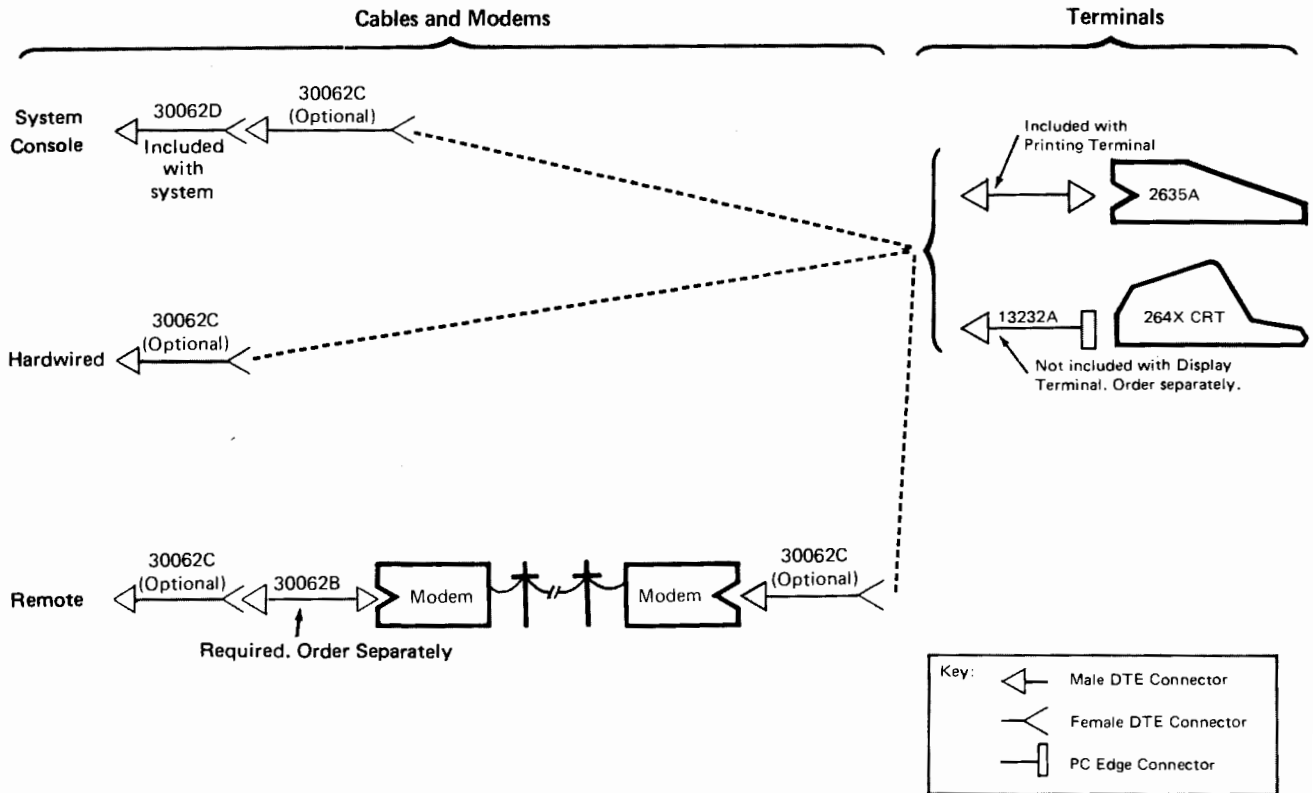 Cables and Modems
Terminals
System
Console
30062D
Included
with
system
30062C
(Optional)
Included with
Printing Terminal
2635A
13232A
264X CRT
Not included with Display
Terminal. Order separately.
Hardwired
30062C
(Optional)
Remote
30062C
(Optional)
30062B
Required. Order Separately
Modem
Modem
30062C
(Optional)
Key:
Male DTE Connector
Female DTE Connector
PC Edge Connector